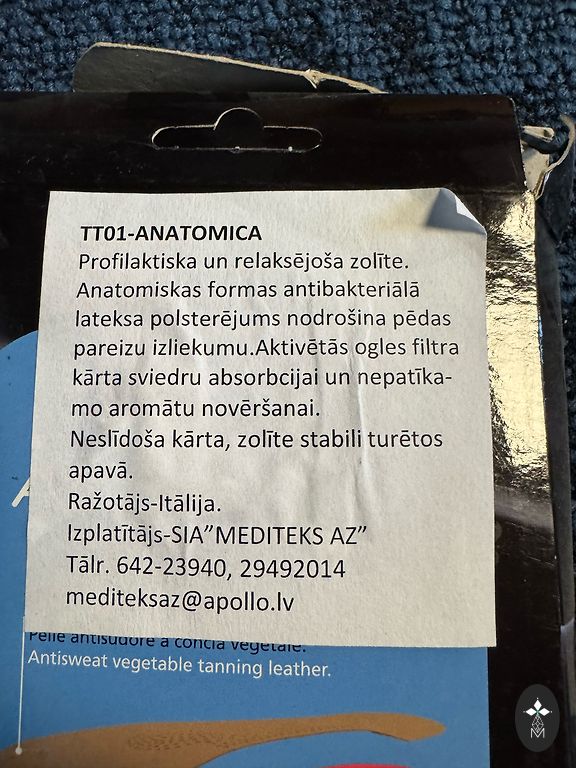 TT01-ANATOMICA
Profilaktiska un relaksējoša zolīte.
Anatomiskas formas antibakteriālā
lateksa polsterējums nodrošina pēdas
pareizu izliekumu.Aktivētās ogles filtra
kārta sviedru absorbcijai un nepatīka-
mo aromātu novēršanai.
Neslīdoša kārta, zolīte stabili turētos
apavā.
Ražotājs-Itālija.
Izplatītājs-SIA”MEDITEKS AZ”
Tālr. 642-23940, 29492014
mediteksaz@apollo.lv
Pelle antisudore a concia vegetale.
Antisweat vegetable tanning leather.